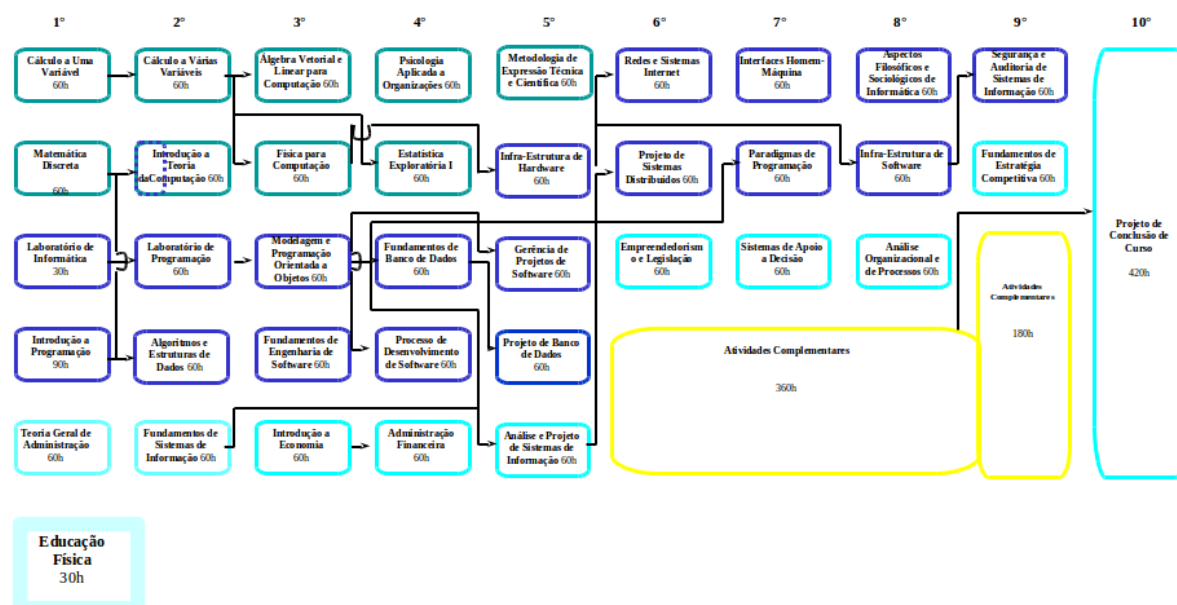 1° 2° 3° 4° 5° 6° 7° 8° 9° 10°
Cálculo a Uma
Variável
60h
Cálculo a Várias
Variáveis
60h
Álgebra Vetorial e
Linear para
Computação 60h
Psicologia
Aplicada a
Organizações 60h
Metodologia de
Expressão Técnica
e Científica 60h
Redes e Sistemas
Internet
60h
Interfaces Homem-
Máquina
60h
Aspectos
Filosóficos e
Sociológicos de
Informática 60h
Segurança e
Auditoria de
Sistemas de
Informação 60h
Matemática
Discreta
60h
Introdução a
Teoria
daComputação 60h
Física para
Computação
60h
Estatística
Exploratória I
60h
Infra-Estrutura de
Hardware
60h
Projeto de
Sistemas
Distribuídos 60h
Paradigmas de
Programação
60h
Infra-Estrutura de
Software
60h
Fundamentos de
Estratégia
Competitiva 60h
Laboratório de
Informática
30h
Laboratório de
Programação
60h
Modelagem e
Programação
Orientada a
Objetos 60h
Fundamentos de
Banco de Dados
60h
Gerência de
Projetos de
Software 60h
Empreendedorism
o e Legislação
60h
Sistemas de Apoio
a Decisão
60h
Análise
Organizacional e
de Processos 60h
Atividades
Complementares
180h
Projeto de
Conclusão de
Curso
420h
Introdução a
Programação
90h
Algoritmos e
Estruturas de
Dados 60h
Fundamentos de
Engenharia de
Software 60h
Processo de
Desenvolvimento
de Software 60h
Projeto de Banco
de Dados
60h
Atividades Complementares
360h
Teoria Geral de
Administração
60h
Fundamentos de
Sistemas de
Informação 60h
Introdução a
Economia
60h
Administração
Financeira
60h
Análise e Projeto
de Sistemas de
Informação 60h
Educação
Física
30h